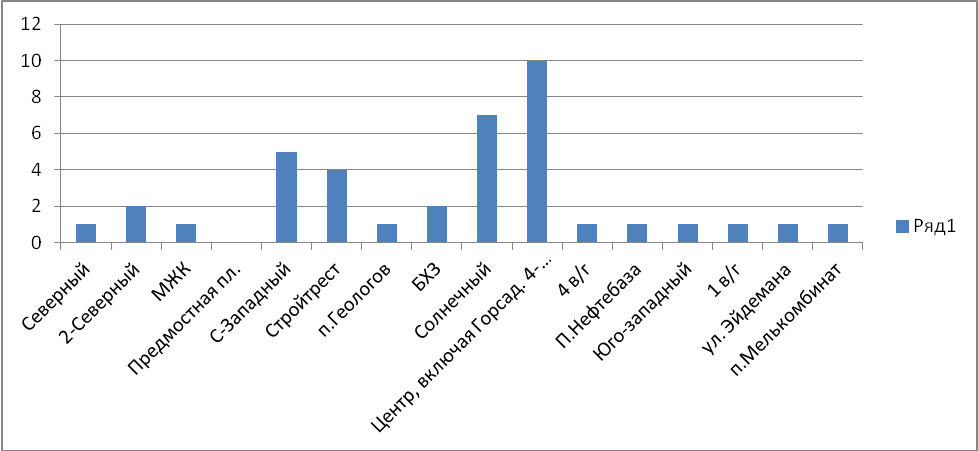 12
10
8
6
4
2
0
Северный
2-Северный
МЖК
Предмостная пл.
С-Западный
Стройтрест
п.Геологов
БХЗ
Солнечный
Центр, включая Горсад. 4-...
4 в/г
П.Нефтебаза
Юго-западный
1 в/г
ул.Эйдемана
п.Мелькомбинат
Ряд1